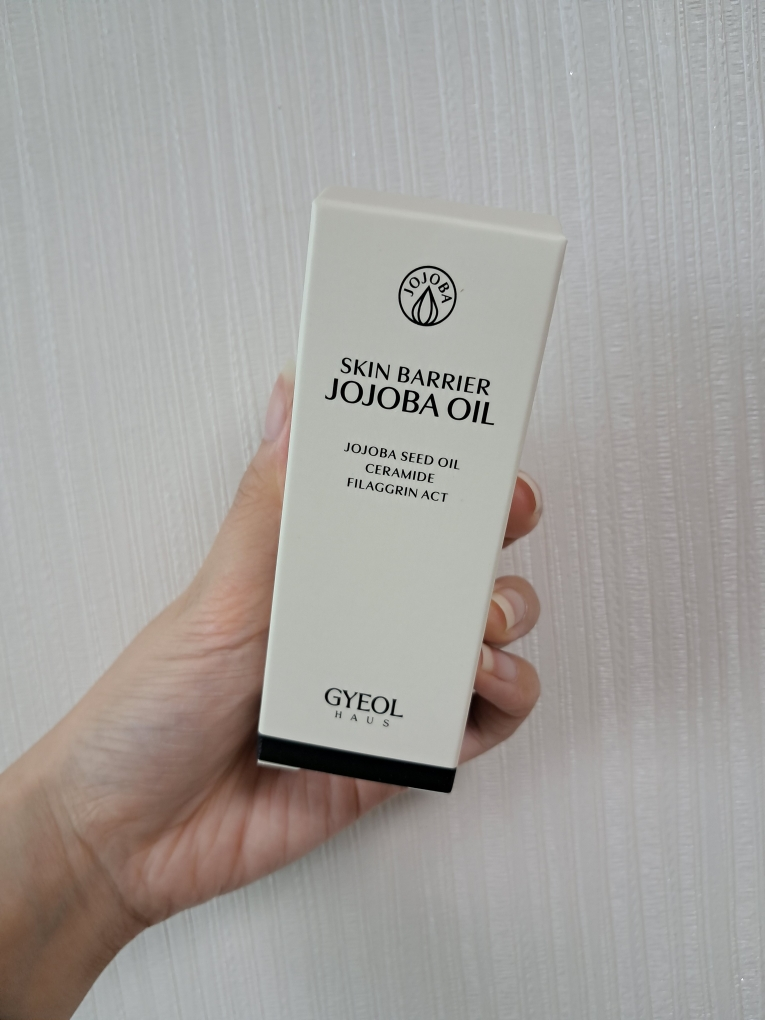 JOJOBA
SKIN BARRIER
JOJOBA OIL
JOJOBA SEED OIL
CERAMIDE
FILAGGRIN ACT
GYEOL
HAUS